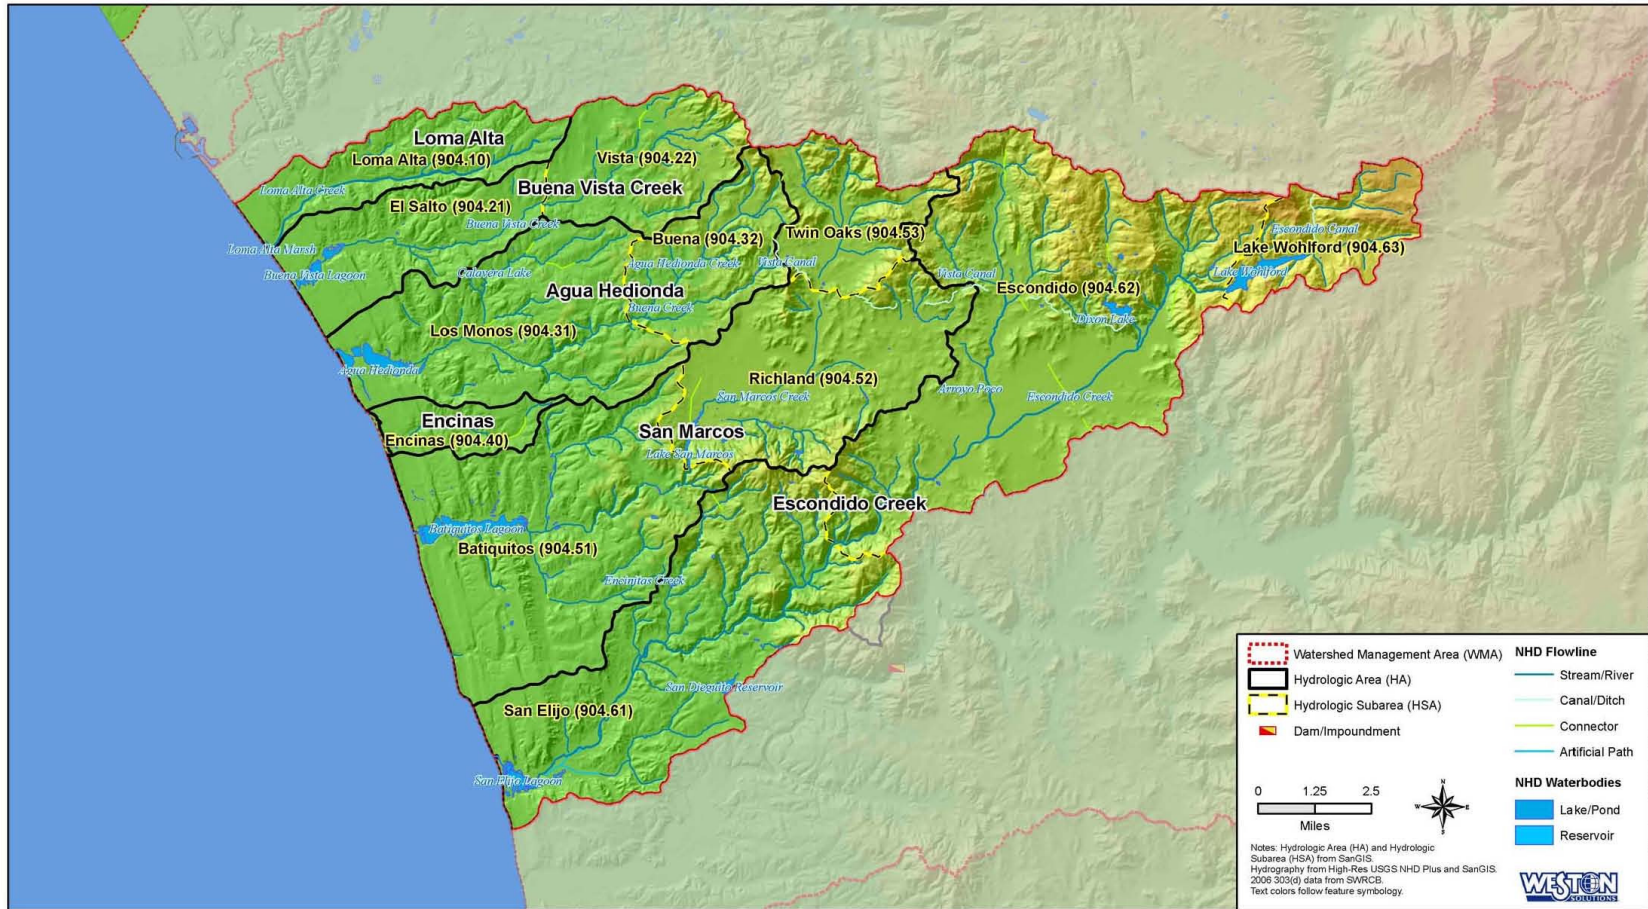 Loma Alta
Loma Alta (904.10)
Vista (904.22)
Loma Alta Creek
Buena Vista Creek
El Salto (904.21)
Buena Vista Creek
Loma Alta Marsh
Buena Vista Lagoon
Calavera Lake
Buena (904.32)
Agua Hedionda Creek
Vista Canal
Twin Oaks (904.53)
Vista Canal
Escondido (904.62)
Escondido Canal
Lake Wohlford (904.63)
Lake Wohlford
Dixon Lake
Agua Hedionda
Buena Creek
Los Monos (904.31)
Agua Hedionda
Richland (904.52)
San Marcos Creek
Arroyo Poco
Escondido Creek
Encinas
Encinas (904.40)
San Marcos
Lake San Marcos
Escondido Creek
Batiquitos Lagoon
Batiquitos (904.51)
Encinitas Creek
San Dieguito Reservoir
San Elijo (904.61)
San Elijo Lagoon
Watershed Management Area (WMA)
Hydrologic Area (HA)
Hydrologic Subarea (HSA)
Dam/Impoundment
NHD Flowline
Stream/River
Canal/Ditch
Connector
Artificial Path
NHD Waterbodies
Lake/Pond
Reservoir
0 1.25 2.5
Miles
N
W E
S
Notes: Hydrologic Area (HA) and Hydrologic
Subarea (HSA) from SanGIS.
Hydrography from High-Res USGS NHD Plus and SanGIS.
2006 303(d) data from SWRCB.
Text colors follow feature symbology.
WESTON
SOLUTIONS